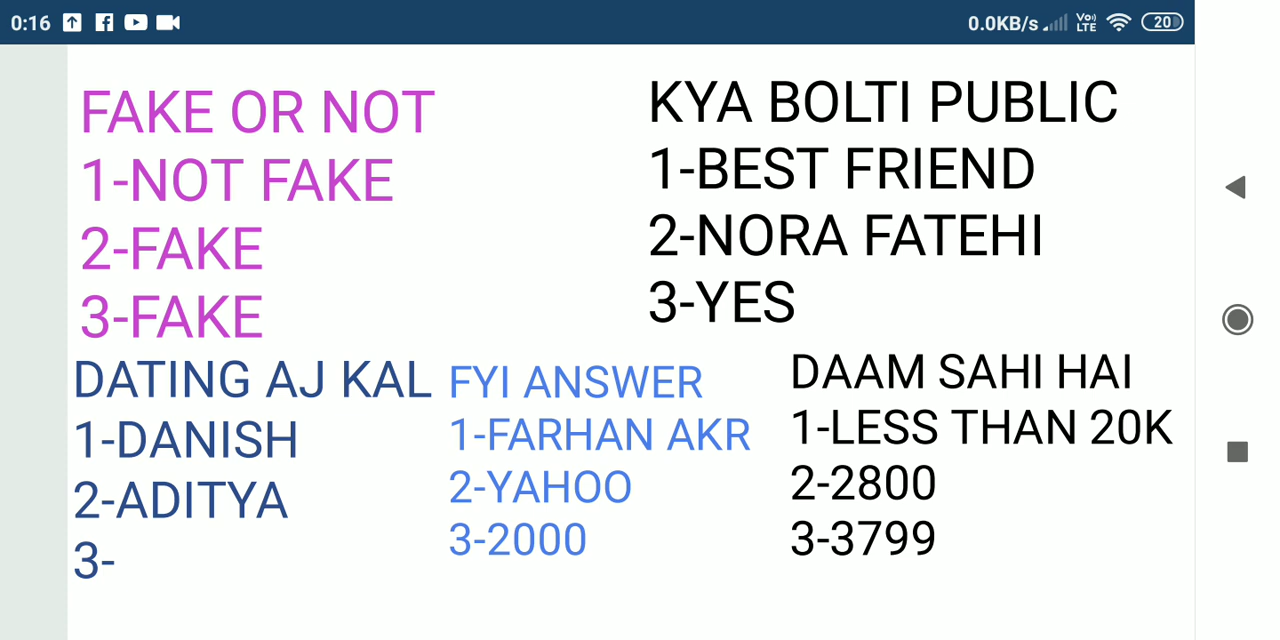 0:16
0.0KB/s
Vo)
LTE
20
FAKE OR NOT
1-NOT FAKE
2-FAKE
3-FAKE
KYA BOLTI PUBLIC
1-BEST FRIEND
2-NORA FATEHI
3-YES
DATING AJ KAL
1-DANISH
2-ADITYA
3-
FYI ANSWER
1-FARHAN AKR
2-YAHOO
3-2000
DAAM SAHI HAI
1-LESS THAN 20K
2-2800
3-3799